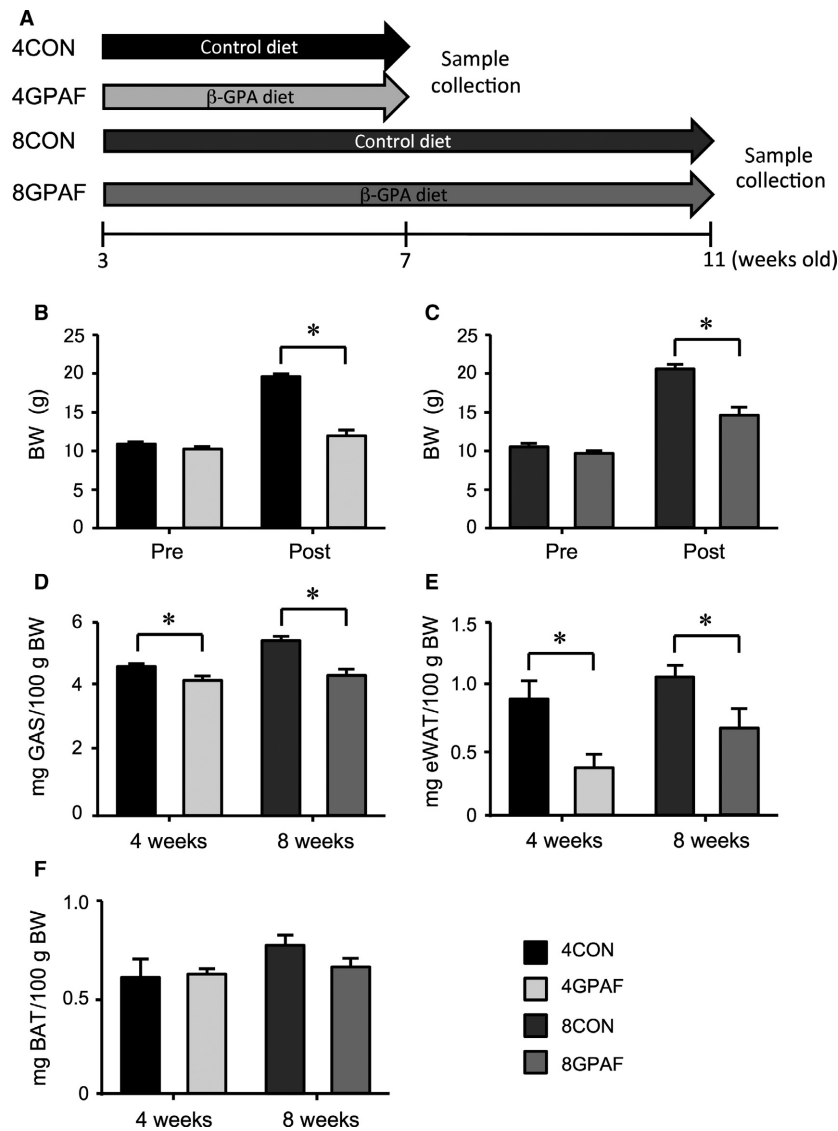 A
4CON
Control diet
Sample
collection
4GPAF
β-GPA diet
8CON
Control diet
Sample
collection
8GPAF
β-GPA diet
3
7
11 (weeks old)
B
25
20
15
10
5
0
BW (g)
*
Pre
Post
C
25
20
15
10
5
0
BW (g)
*
Pre
Post
D
6
4
2
0
mg GAS/100 g BW
*
*
4 weeks
8 weeks
E
1.5
1.0
0.5
0
mg eWAT/100 g BW
*
*
4 weeks
8 weeks
F
1.0
0.5
0
mg BAT/100 g BW
4 weeks
8 weeks
4CON
4GPAF
8CON
8GPAF